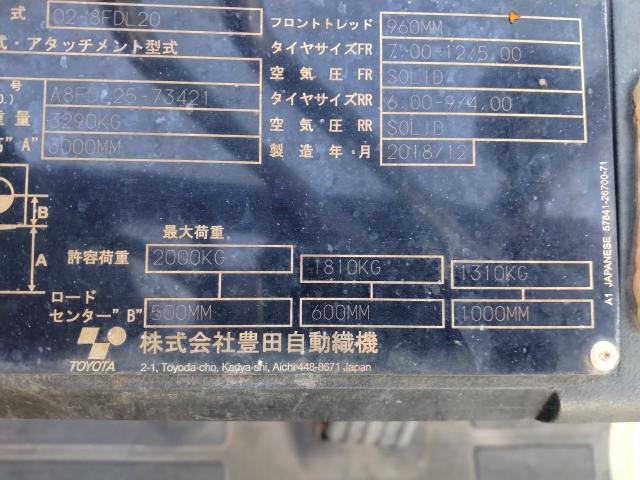 式 02-8FDL20
フロントトレッド 960MM
式・アタッチメント型式
タイヤサイズFR 7.00-12/5.00
空気圧 FR SOLID
号
O.) A8FDL25-73421
タイヤサイズRR 6.00-9/4.00
重量 3290KG
空気圧 RR SOLID
高"A" 3000MM
製造年・月 2018/12
B
A
最大荷重
許容荷重 2000KG 1810KG 1310KG
ロード
センター"B" 500MM 600MM 1000MM
TOYOTA
株式会社豊田自動織機
2-1, Toyoda-cho, Kariya-shi, Aichi 448-8671 Japan
A1 JAPANESE 57841-26700-71